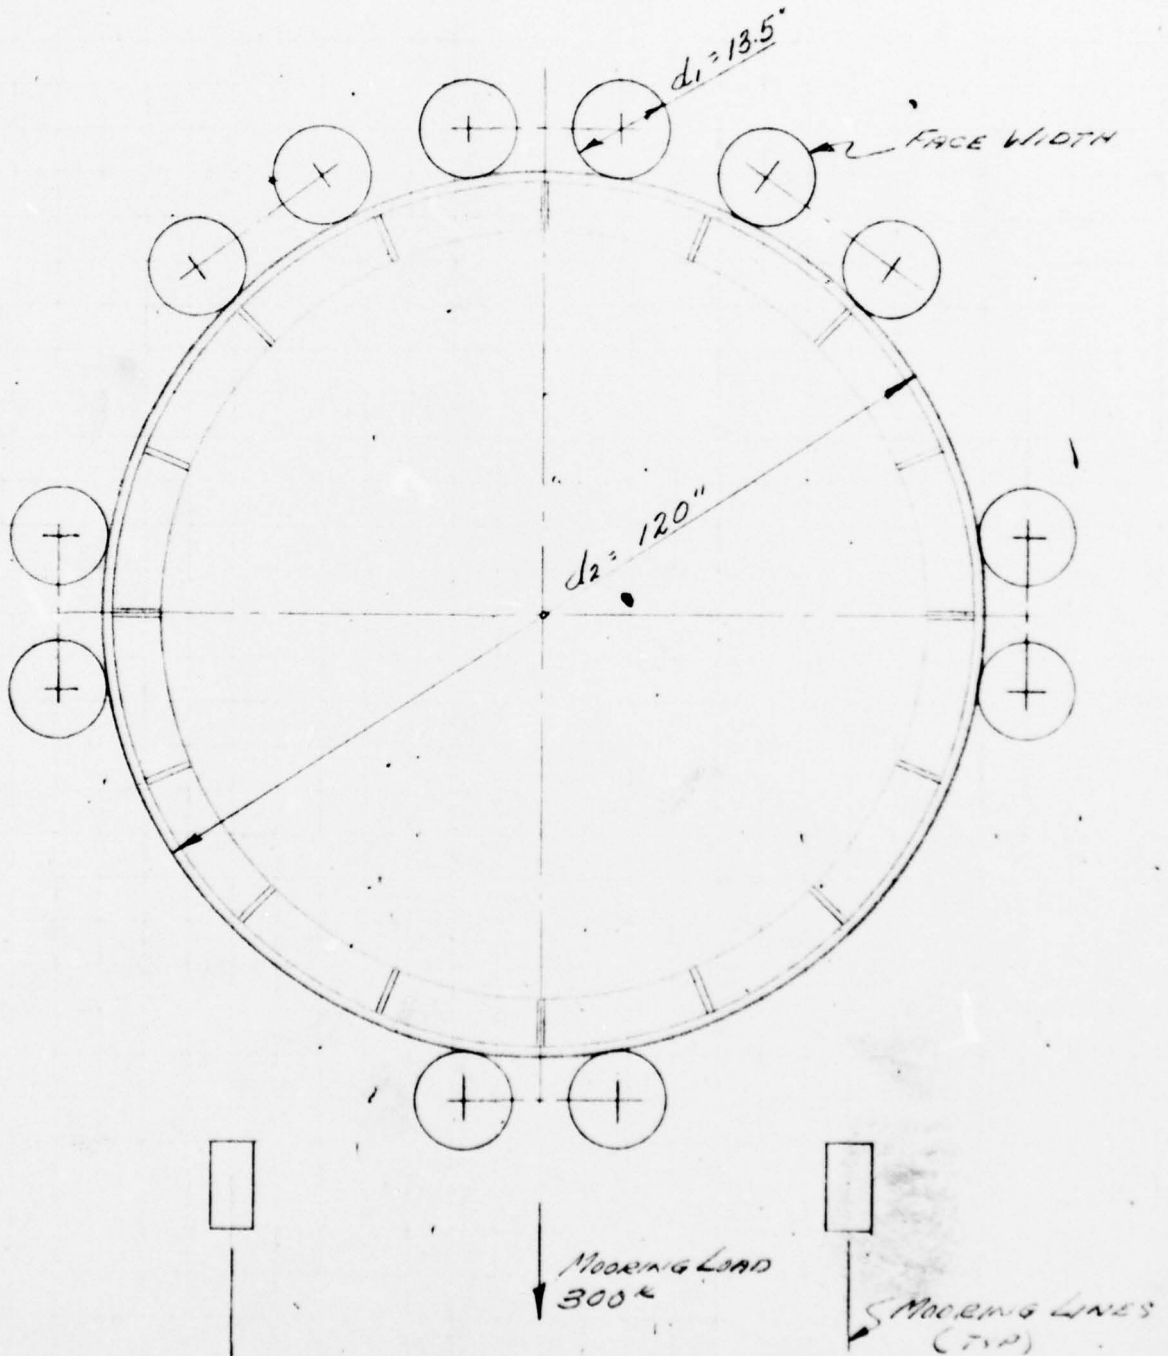 d₁ = 13.5"
FACE WIDTH
d₂ = 120"
MOORING LOAD
300ᴷ
MOORING LINES
(TYP)